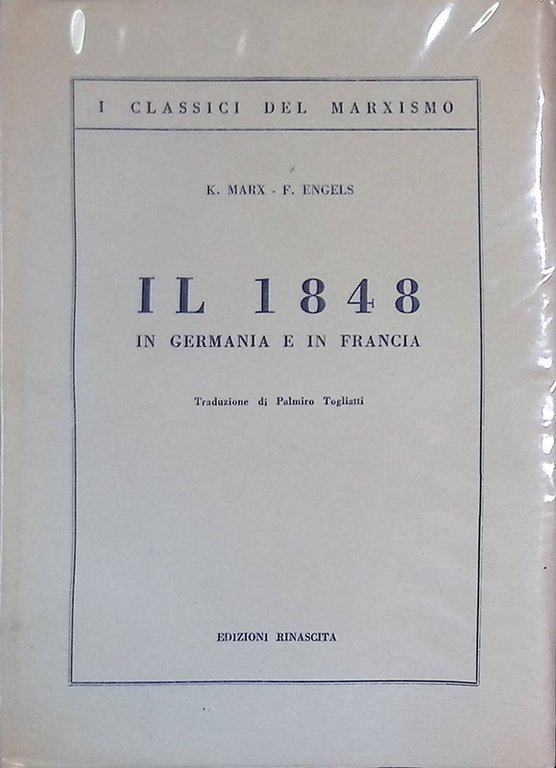 I CLASSICI DEL MARXISMO
K. MARX - F. ENGELS
IL 1848
IN GERMANIA E IN FRANCIA
Traduzione di Palmiro Togliatti
EDIZIONI RINASCITA